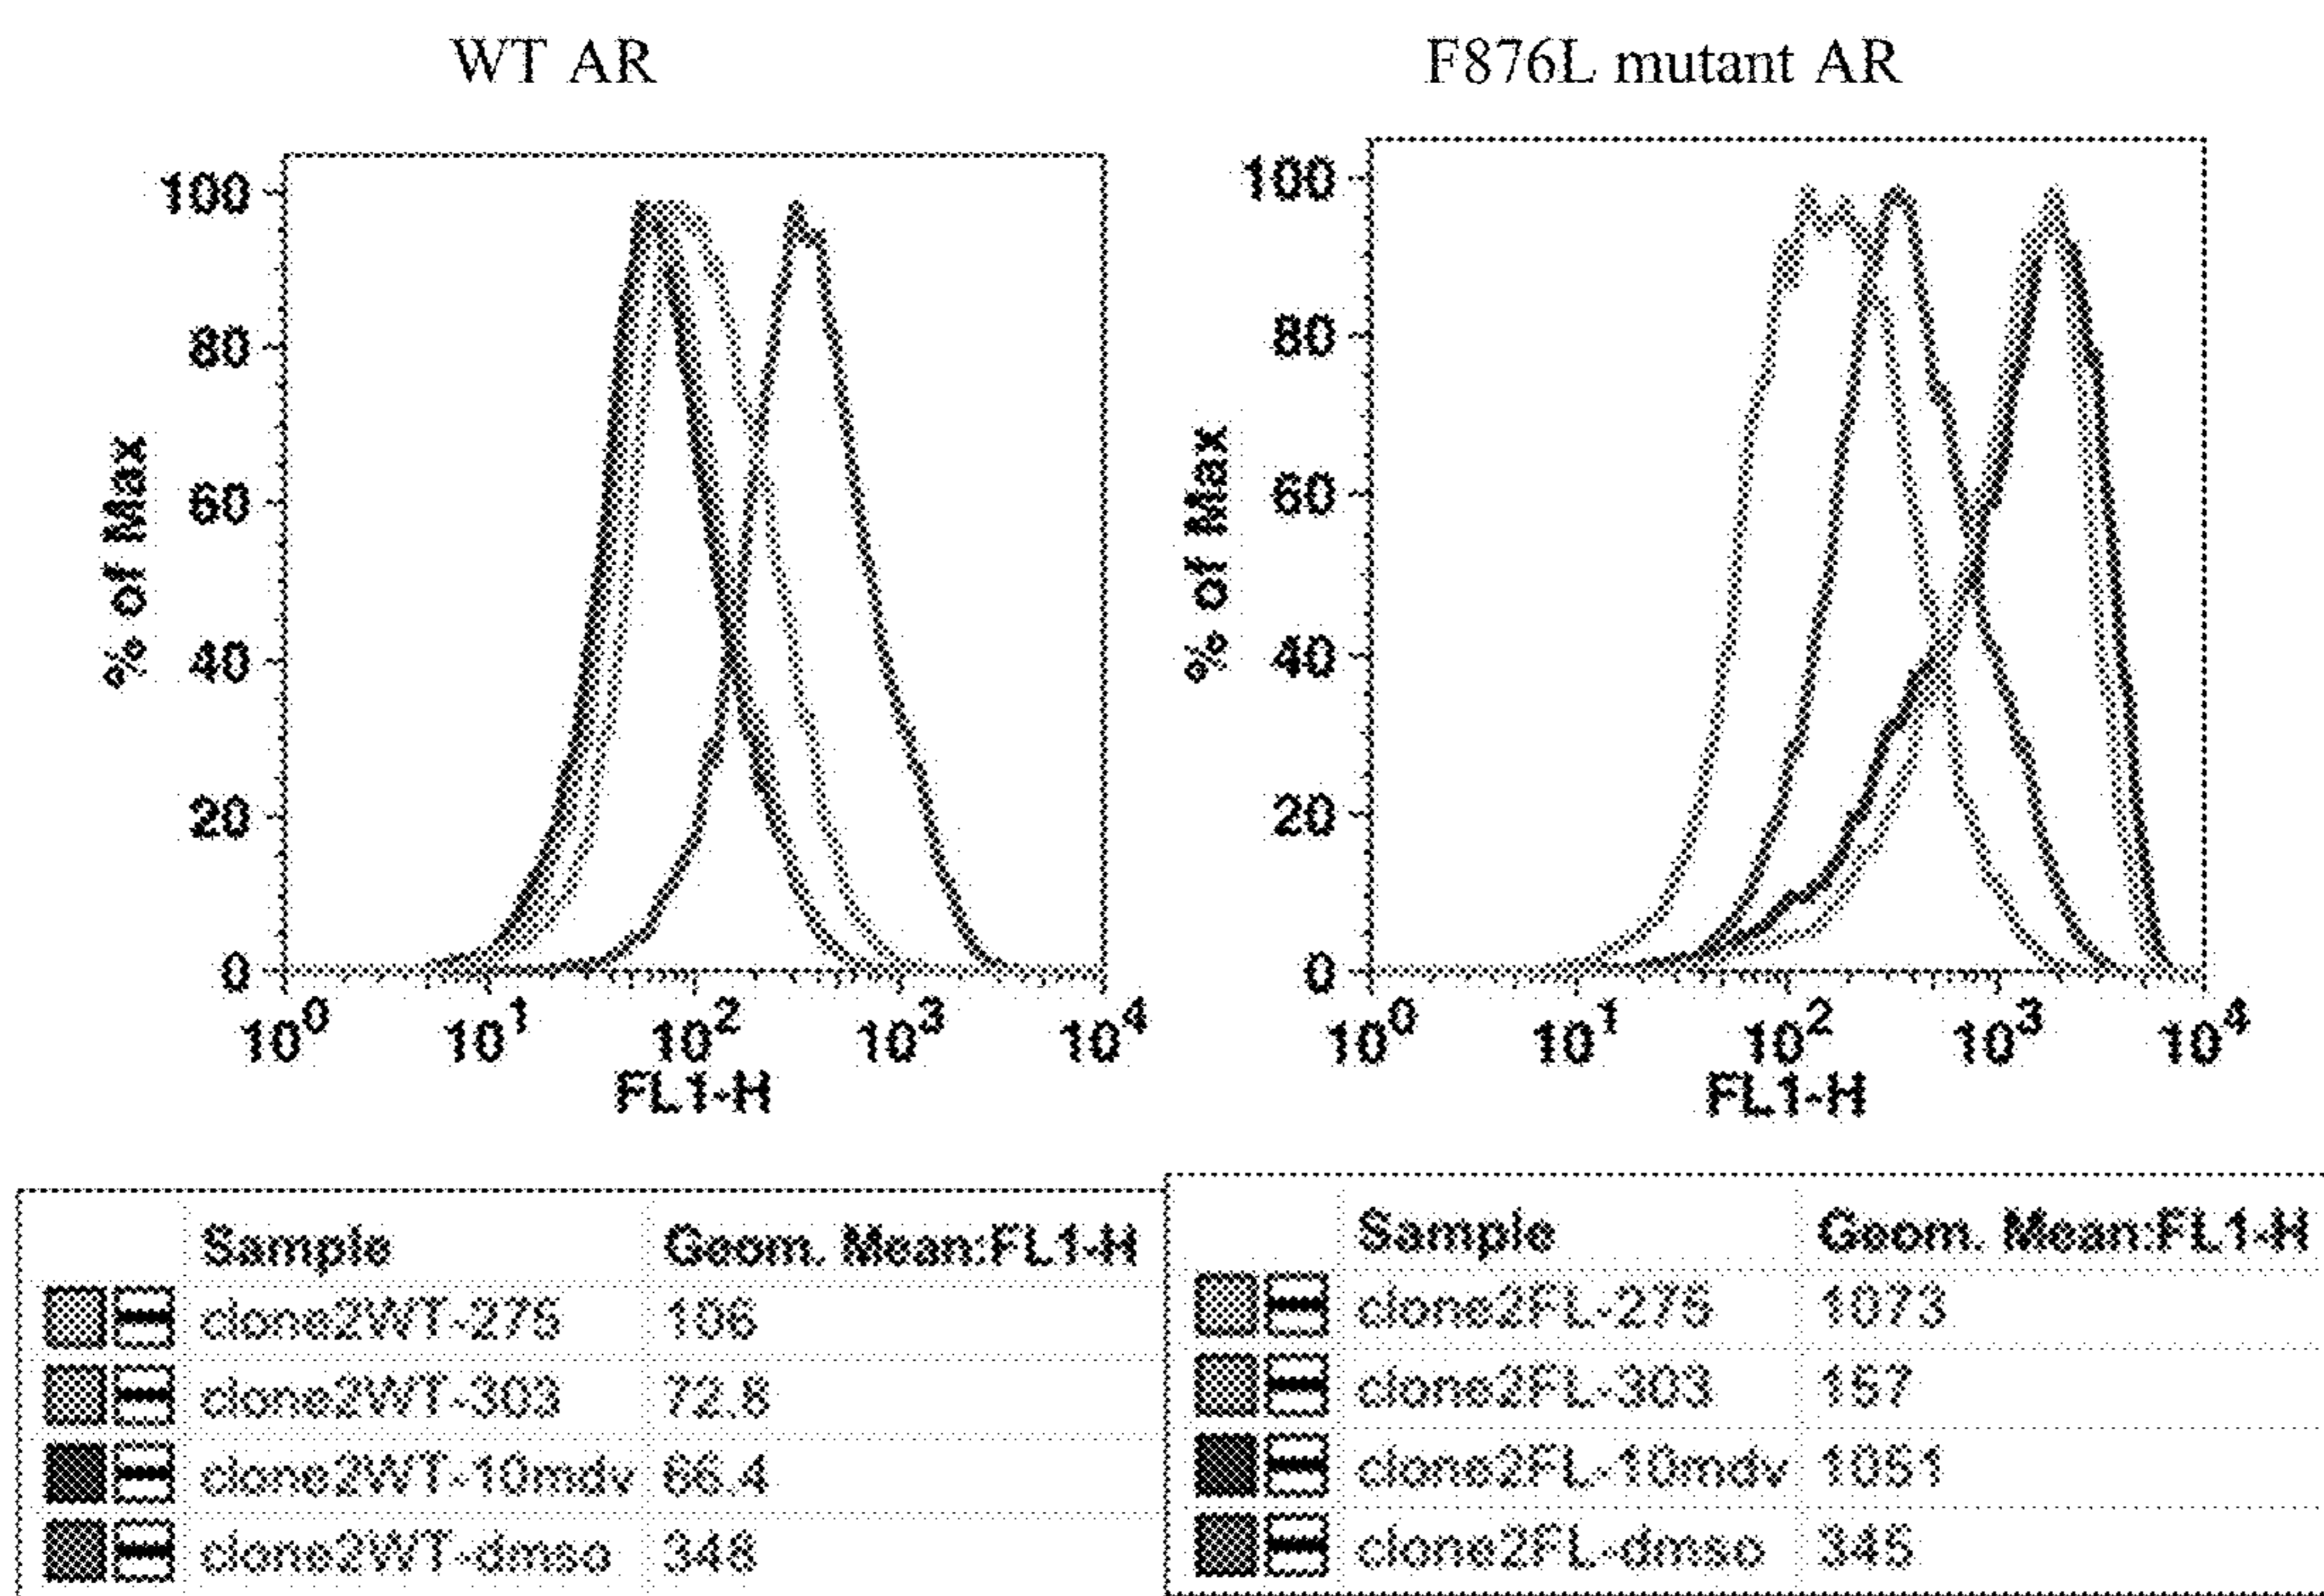 WT AR
100
80
60
40
20
0
% of Max
10^0 10^1 10^2 10^3 10^4
FL1-H
Sample Geom. Mean:FL1-H
clone2WT-275 106
clone2WT-303 72.8
clone2WT-10mdv 66.4
clone2WT-dmso 348
F876L mutant AR
100
80
60
40
20
0
% of Max
10^0 10^1 10^2 10^3 10^4
FL1-H
Sample Geom. Mean:FL1-H
clone2FL-275 1073
clone2FL-303 157
clone2FL-10mdv 1051
clone2FL-dmso 345